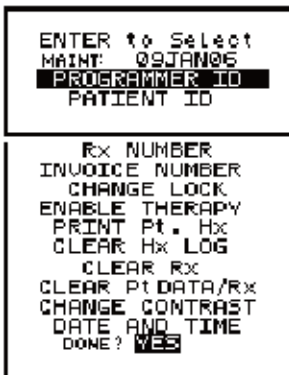 ENTER to Select
MAINT: 09JAN06
PROGRAMMER ID
PATIENT ID
Rx NUMBER
INVOICE NUMBER
CHANGE LOCK
ENABLE THERAPY
PRINT Pt. Hx
CLEAR Hx LOG
CLEAR Rx
CLEAR Pt DATA/Rx
CHANGE CONTRAST
DATE AND TIME
DONE? YES